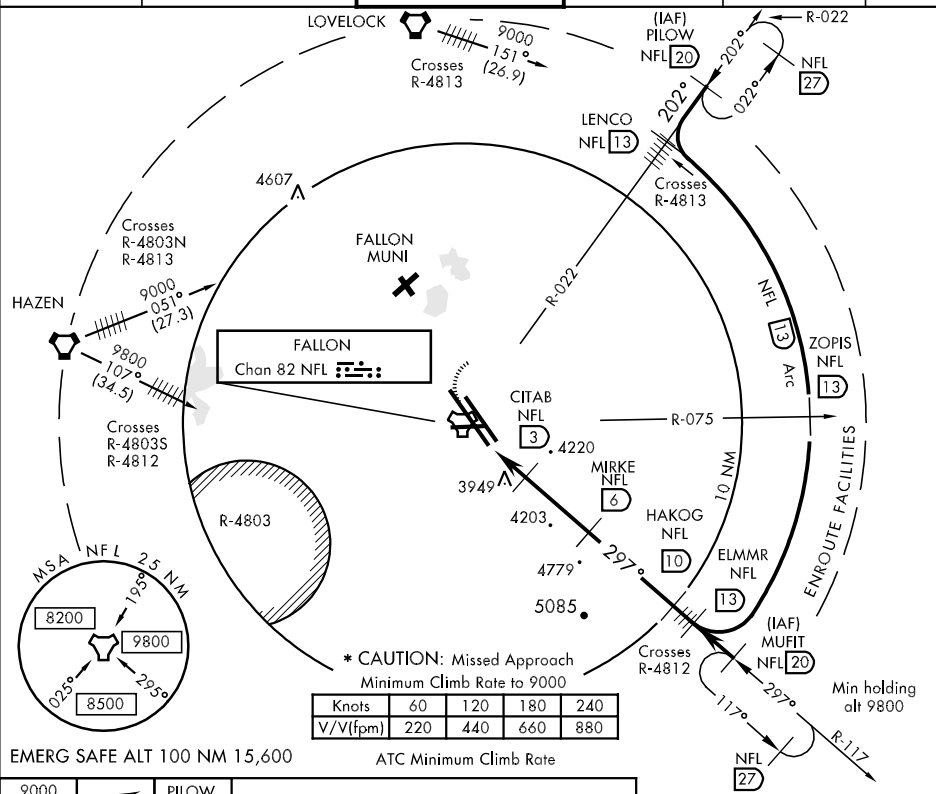 LOVELOCK
9000
151°
(26.9)
Crosses
R-4813
(IAF)
PILOW
NFL 20
R-022
202°
022°
NFL
27
202°
LENCO
NFL 13
Crosses
R-4813
4607
Crosses
R-4803N
R-4813
FALLON
MUNI
R-022
HAZEN
9000
051°
(27.3)
9800
107°
(34.5)
Crosses
R-4803S
R-4812
FALLON
Chan 82 NFL
NFL 13 Arc
ZOPIS
NFL
13
CITAB
NFL
3
R-075
4220
3949
MIRKE
NFL
6
4203
10 NM
ENROUTE FACILITIES
R-4803
HAKOG
NFL
10
4779
297°
ELMMR
NFL
13
5085
MSA NFL 25 NM
195°
8200
9800
025°
295°
8500
(IAF)
MUFIT
NFL 20
Crosses
R-4812
297°
117°
Min holding
alt 9800
R-117
NFL
27
* CAUTION: Missed Approach
Minimum Climb Rate to 9000
Knots 60 120 180 240
V/V(fpm) 220 440 660 880
ATC Minimum Climb Rate
EMERG SAFE ALT 100 NM 15,600
9000
PILOW